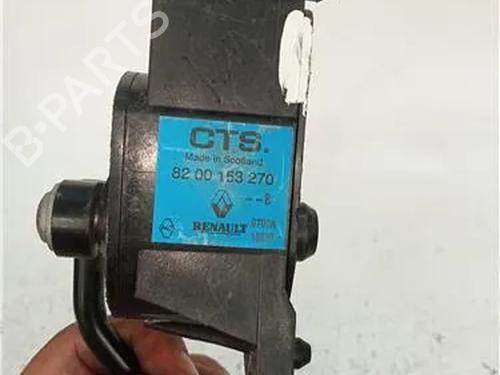 B-PARTS
CTS.
Made in Scotland
82 00 153 270
--B
RENAULT